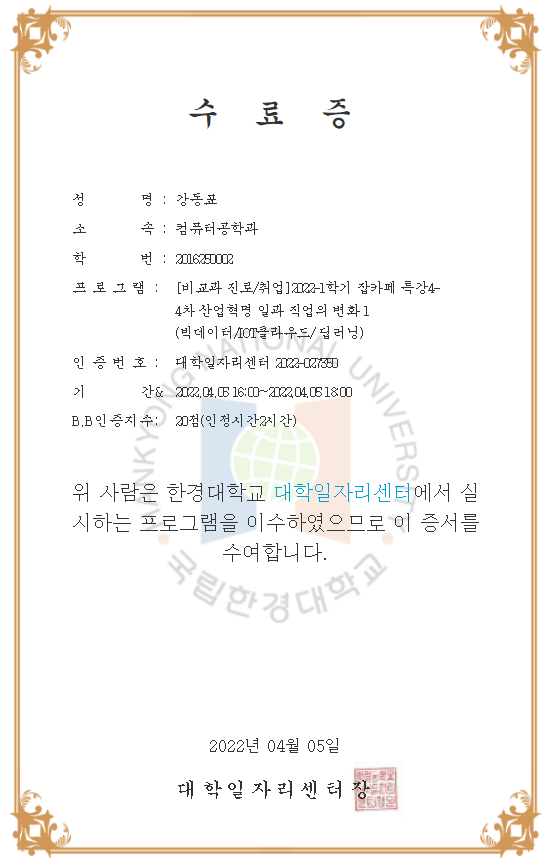 수 료 증
성 명 : 강동표
소 속 : 컴퓨터공학과
학 번 : 2016250002
프 로 그 램 : [비교과 진로/취업]2022-1학기 잡카페 특강4-
4차 산업혁명 일과 직업의 변화 1
(빅데이터/IOT클라우드/딥러닝)
인 증 번 호 : 대학일자리센터 2022-027350
기 간& 2022.04.05 16:00~2022.04.05 18:00
B.B인증지수: 20점(인정시간2시간)
위 사람은 한경대학교 대학일자리센터에서 실
시하는 프로그램을 이수하였으므로 이 증서를
수여합니다.
HANKYONG NATIONAL UNIVERSITY
국립한경대학교
2022년 04월 05일
대학일자리센터장